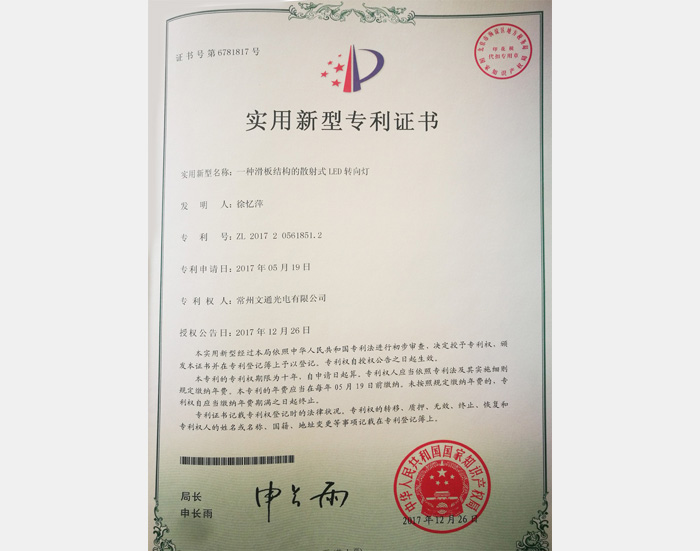 证书号第6781817号
实用新型专利证书
实用新型名称：一种滑板结构的散射式LED转向灯
发 明 人：徐忆萍
专 利 号：ZL 2017 2 0561851.2
专利申请日：2017年05月19日
专 利 权 人：常州文通光电有限公司
授权公告日：2017年12月26日
本实用新型经过本局依照中华人民共和国专利法进行初步审查，决定授予专利权，颁
发本证书并在专利登记簿上予以登记。专利权自授权公告之日起生效。
本专利的专利权期限为十年，自申请日起算。专利权人应当依照专利法及其实施细则
规定缴纳年费。本专利的年费应当在每年05月19日前缴纳。未按照规定缴纳年费的，专
利权自应当缴纳年费期满之日起终止。
专利证书记载专利权登记时的法律状况。专利权的转移、质押、无效、终止、恢复和
专利权人的姓名或名称、国籍、地址变更等事项记载在专利登记簿上。
局长
申长雨
申长雨
中华人民共和国国家知识产权局
2017年12月26日